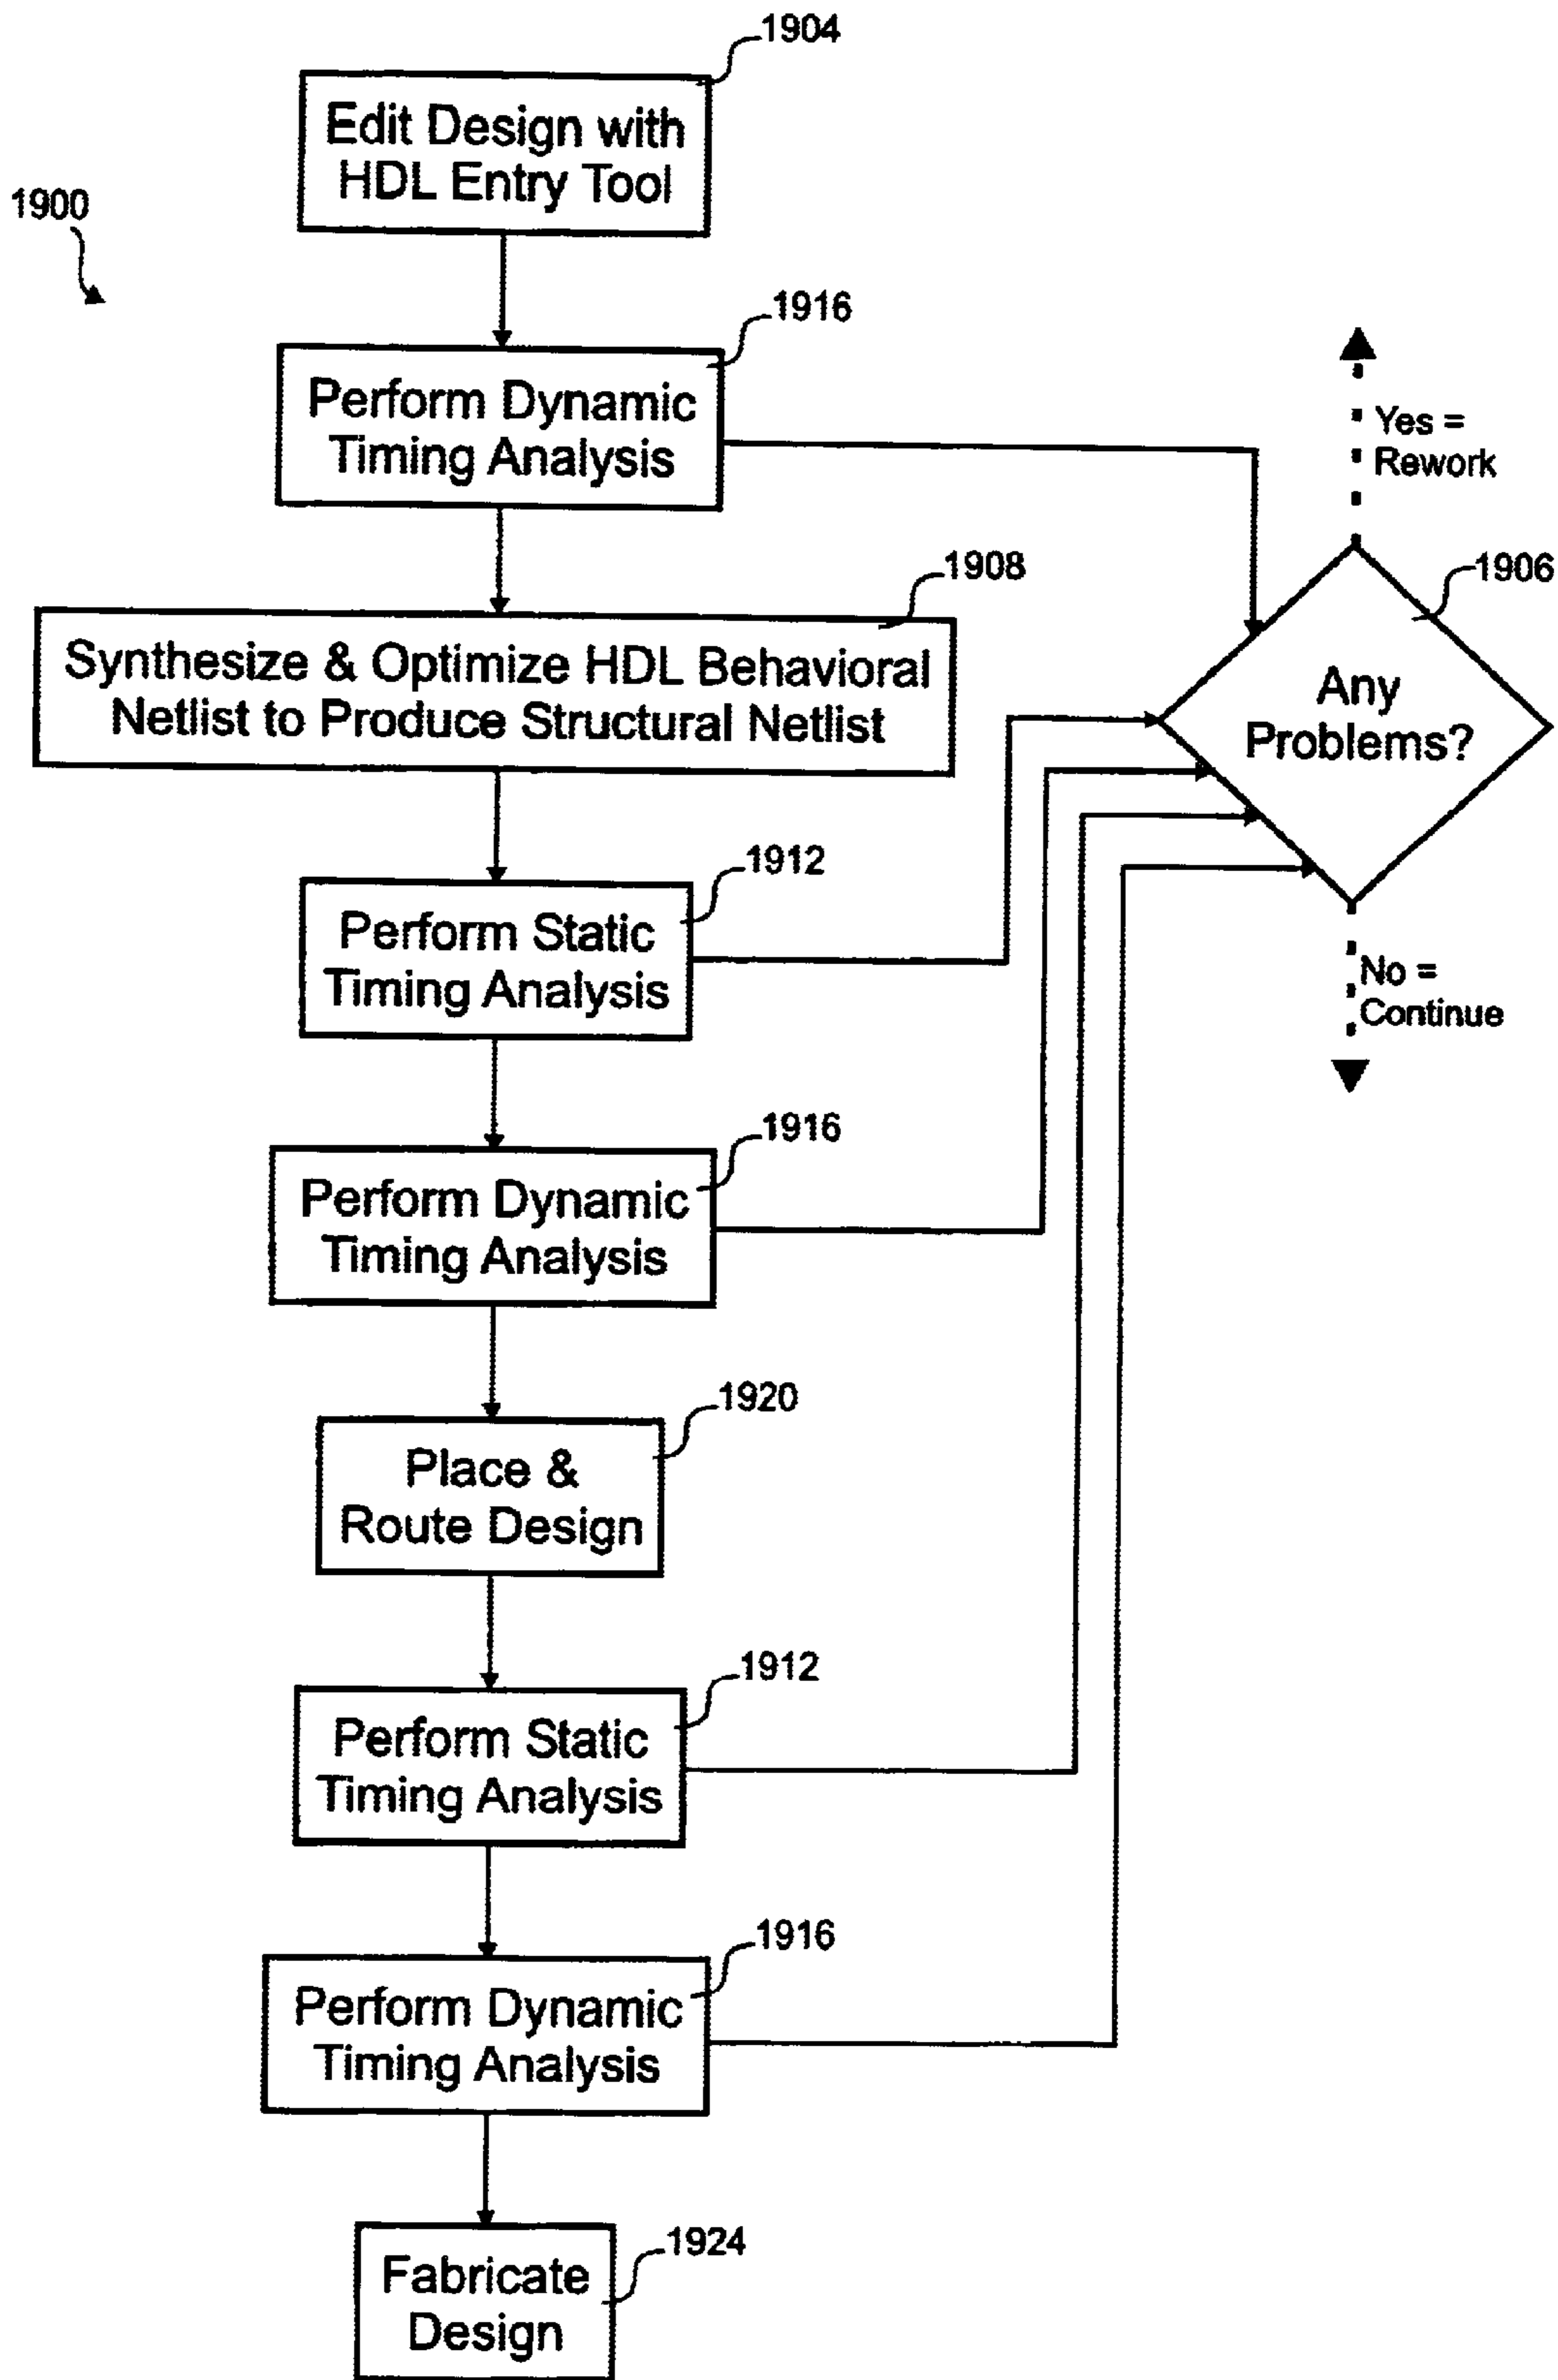 1904
Edit Design with
HDL Entry Tool
1900
1916
Perform Dynamic
Timing Analysis
Yes =
Rework
1908
Synthesize & Optimize HDL Behavioral
Netlist to Produce Structural Netlist
1906
Any
Problems?
1912
Perform Static
Timing Analysis
No =
Continue
1916
Perform Dynamic
Timing Analysis
1920
Place &
Route Design
1912
Perform Static
Timing Analysis
1916
Perform Dynamic
Timing Analysis
1924
Fabricate
Design